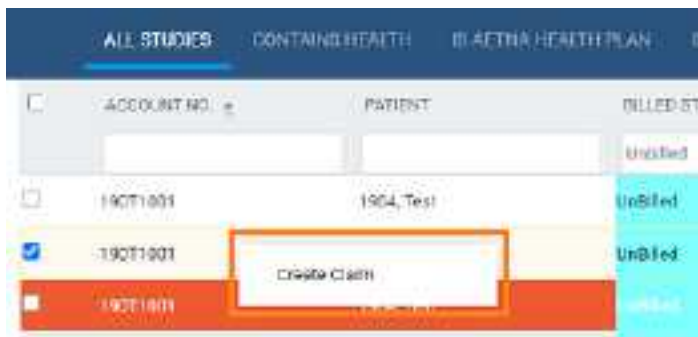 ALL STUDIES CONTAINS HEALTH IS AETNA HEALTH PLAN
ACCOUNT NO. PATIENT BILLED ST
Unbilled
190T1001 1904, Test UnBilled
190T1001 UnBilled
Create Claim
190T1001